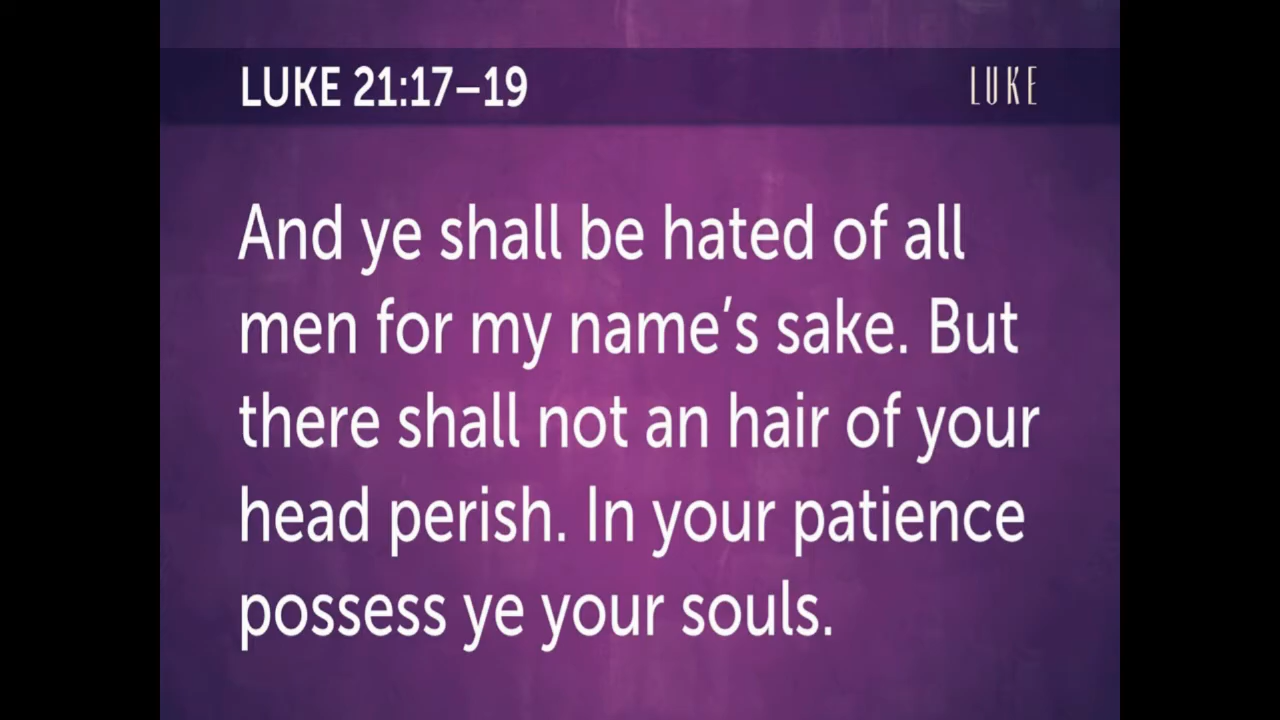 LUKE 21:17–19
LUKE
And ye shall be hated of all
men for my name’s sake. But
there shall not an hair of your
head perish. In your patience
possess ye your souls.